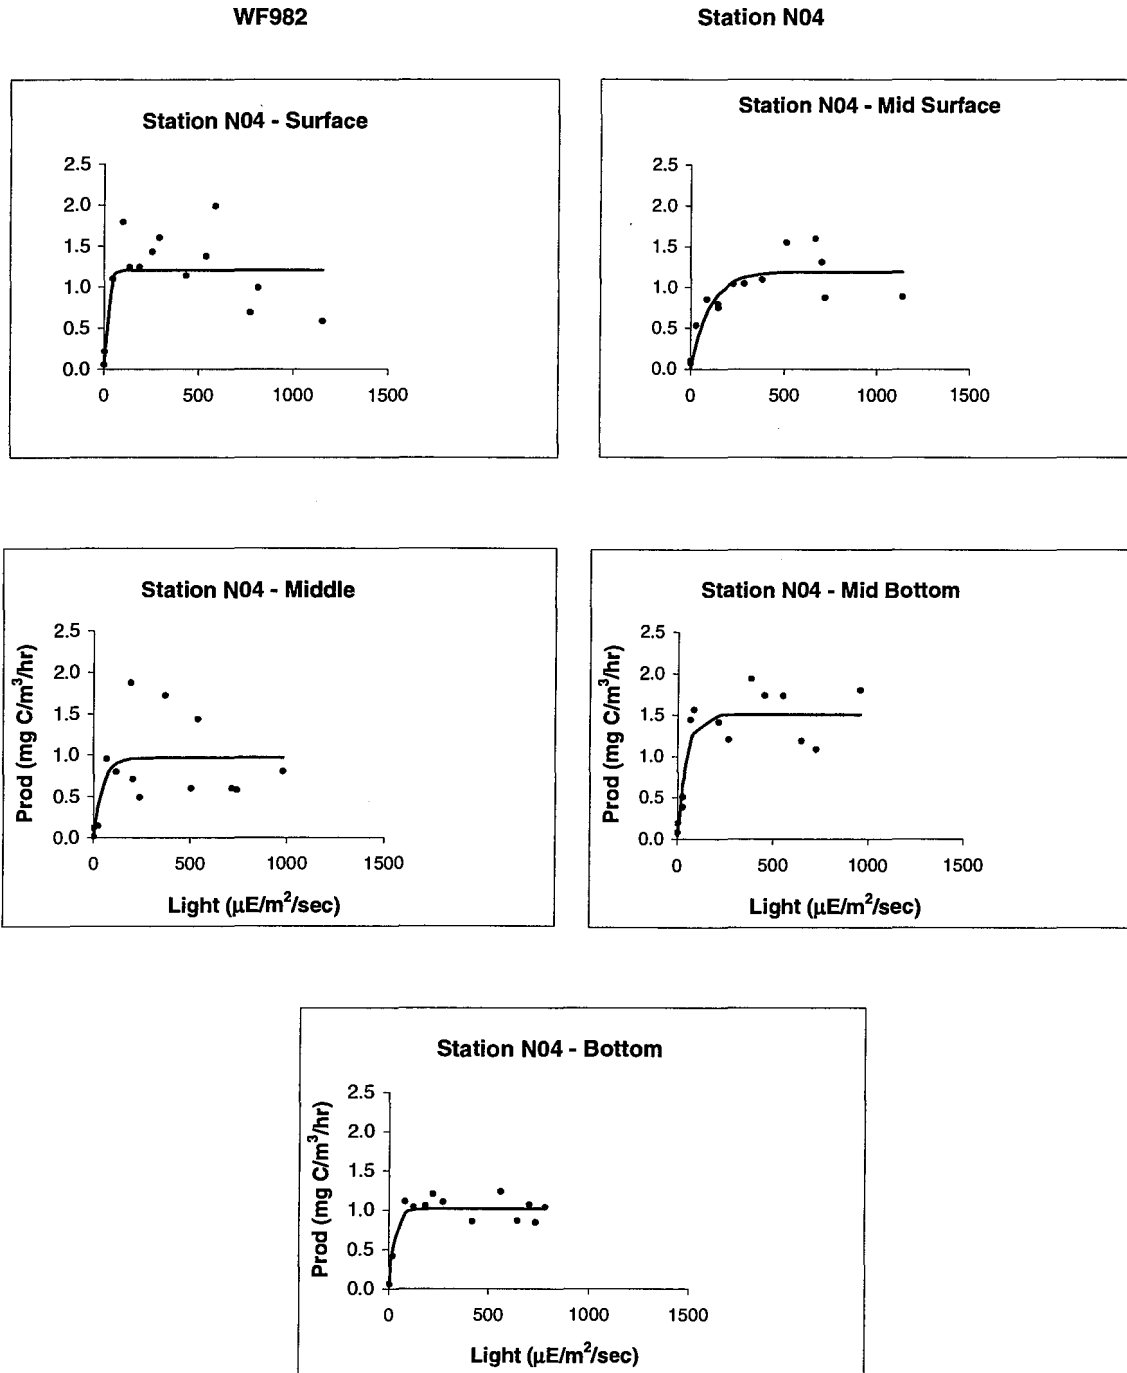 WF982 Station N04
Station N04 - Surface
2.5
2.0
1.5
1.0
0.5
0.0
0 500 1000 1500
Station N04 - Mid Surface
2.5
2.0
1.5
1.0
0.5
0.0
0 500 1000 1500
Station N04 - Middle
Prod (mg C/m³/hr)
2.5
2.0
1.5
1.0
0.5
0.0
0 500 1000 1500
Light (µE/m²/sec)
Station N04 - Mid Bottom
Prod (mg C/m³/hr)
2.5
2.0
1.5
1.0
0.5
0.0
0 500 1000 1500
Light (µE/m²/sec)
Station N04 - Bottom
Prod (mg C/m³/hr)
2.5
2.0
1.5
1.0
0.5
0.0
0 500 1000 1500
Light (µE/m²/sec)